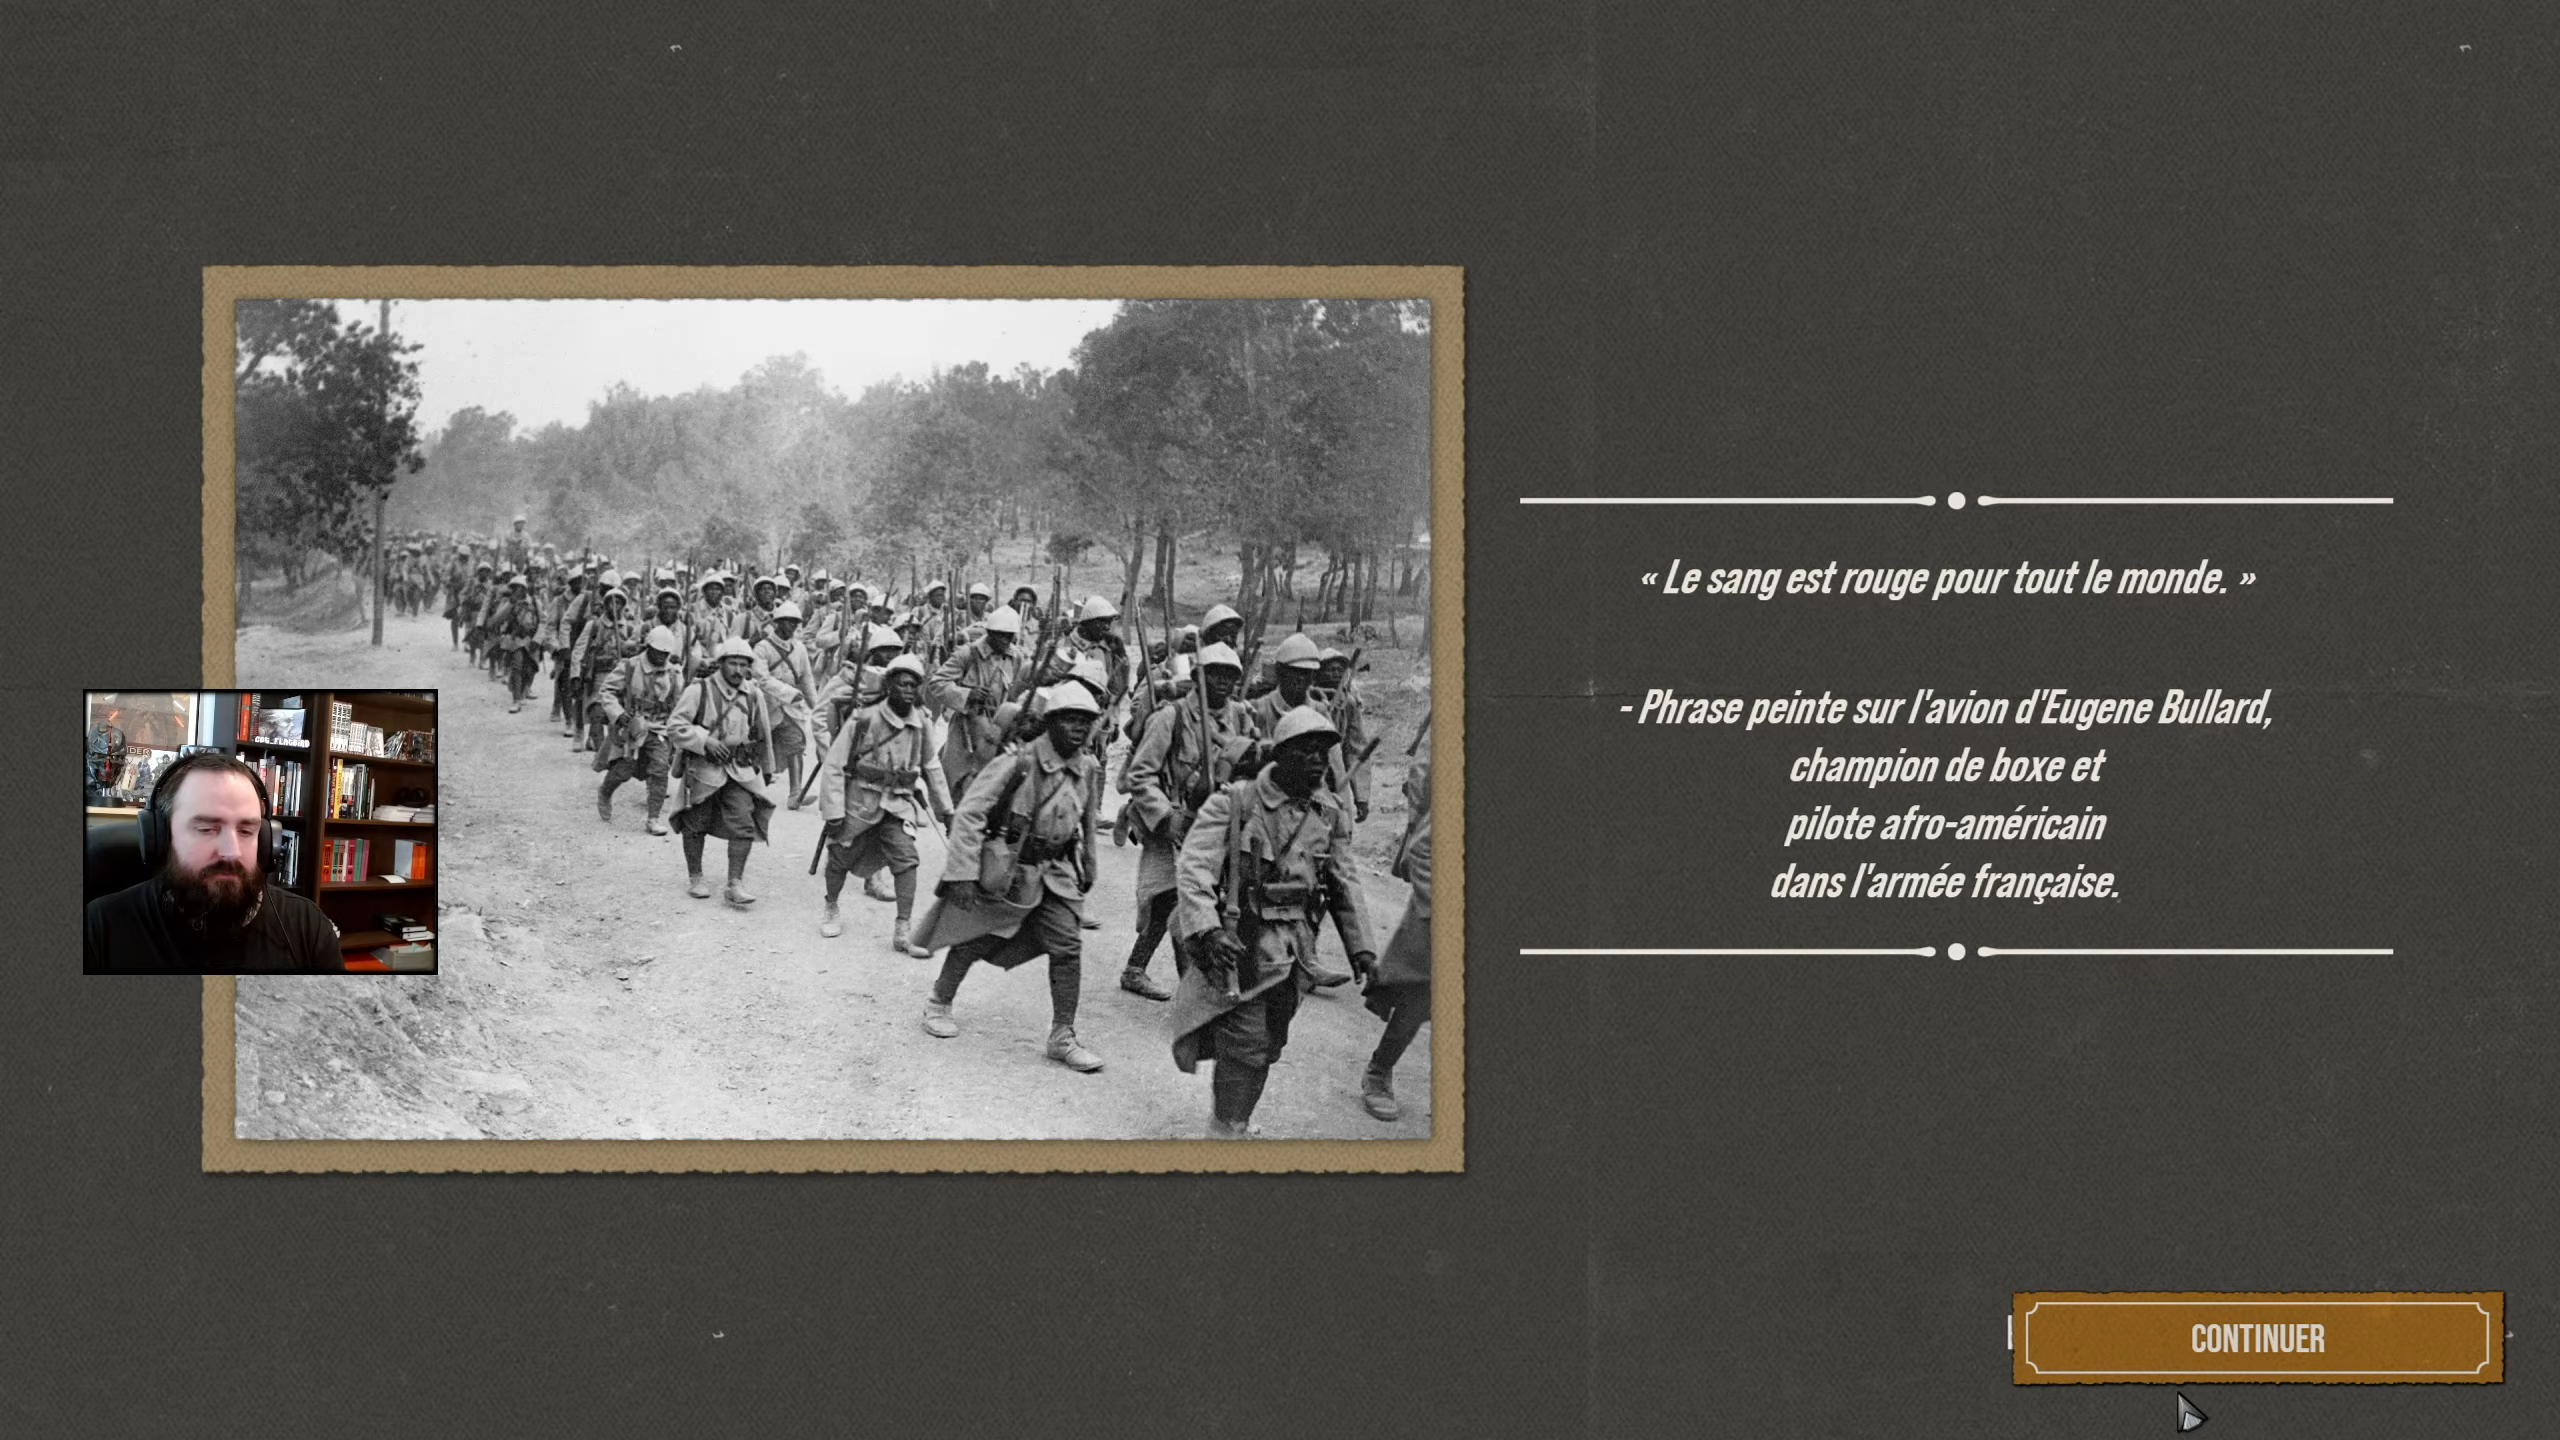 « Le sang est rouge pour tout le monde. »
- Phrase peinte sur l'avion d'Eugene Bullard,
champion de boxe et
pilote afro-américain
dans l'armée française.
CONTINUER